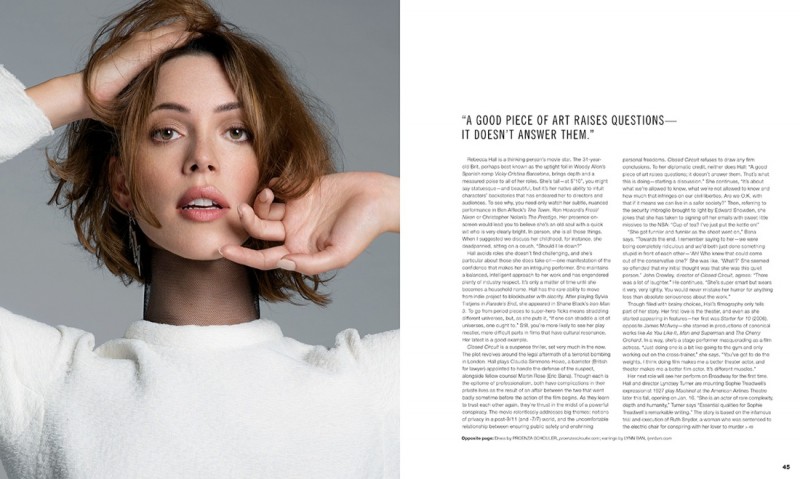 "A GOOD PIECE OF ART RAISES QUESTIONS—
IT DOESN'T ANSWER THEM."
Rebecca Hall is a thinking person's movie star. The 31-year-
old Brit, perhaps best known as the uptight foil in Woody Allen's
Spanish romp Vicky Cristina Barcelona, brings depth and a
measured poise to all of her roles. She's tall—at 5'10", you might
say statuesque—and beautiful, but it's her native ability to intuit
characters' backstories that has endeared her to directors and
audiences. To see why, you need only watch her subtle, nuanced
performance in Ben Affleck's The Town, Ron Howard's Frost/
Nixon or Christopher Nolan's The Prestige. Her presence on-
screen would lead you to believe she's an old soul with a quick
wit who is very clearly bright. In person, she is all those things.
When I suggested we discuss her childhood, for instance, she
deadpanned, sitting on a couch, "Should I lie down?"
Hall avoids roles she doesn't find challenging, and she's
particular about those she does take on—one manifestation of the
confidence that makes her an intriguing performer. She maintains
a balanced, intelligent approach to her work and has engendered
plenty of industry respect. It's only a matter of time until she
becomes a household name. Hall has the rare ability to move
from indie project to blockbuster with alacrity. After playing Sylvia
Tietjens in Parade's End, she appeared in Shane Black's Iron Man
3. To go from period pieces to super-hero flicks means straddling
different universes, but, as she puts it, "If one can straddle a lot of
universes, one ought to." Still, you're more likely to see her play
meatier, more difficult parts in films that have cultural resonance.
Her latest is a good example.
Closed Circuit is a suspense thriller, set very much in the now.
The plot revolves around the legal aftermath of a terrorist bombing
in London. Hall plays Claudia Simmons-Howe, a barrister (British
for lawyer) appointed to handle the defense of the suspect,
alongside fellow-counsel Martin Rose (Eric Bana). Though each is
the epitome of professionalism, both have complications in their
private lives as the result of an affair between the two that went
badly sometime before the action of the film begins. As they learn
to trust each other again, they're thrust in the midst of a powerful
conspiracy. The movie relentlessly addresses big themes: notions
of privacy in a post-9/11 (and -7/7) world, and the uncomfortable
relationship between ensuring public safety and enshrining
personal freedoms. Closed Circuit refuses to draw any firm
conclusions. To her diplomatic credit, neither does Hall. "A good
piece of art raises questions; it doesn't answer them. That's what
this is doing—starting a discussion." She continues, "It's about
what we're allowed to know, what we're not allowed to know and
how much that infringes on our civil liberties. Are we O.K. with
that if it means we can live in a safer society?" Then, referring to
the security imbroglio brought to light by Edward Snowden, she
jokes that she has taken to signing off her emails with sweet little
missives to the NSA: "Cup of tea? I've just put the kettle on!"
"She got funnier and funnier as the shoot went on," Bana
says. "Towards the end, I remember saying to her—we were
being completely ridiculous and we'd both just done something
stupid in front of each other—'Ah! Who knew that could come
out of the conservative one?' She was like, 'What?' She seemed
so offended that my initial thought was that she was this quiet
person." John Crowley, director of Closed Circuit, agrees: "There
was a lot of laughter." He continues, "She's super smart but wears
it very, very lightly. You would never mistake her humor for anything
less than absolute seriousness about the work."
Though filled with brainy choices, Hall's filmography only tells
part of her story. Her first love is the theater, and even as she
started appearing in features—her first was Starter for 10 (2006),
opposite James McAvoy—she starred in productions of canonical
works like As You Like It, Man and Superman and The Cherry
Orchard. In a way, she's a stage performer masquerading as a film
actress. "Just doing one is a bit like going to the gym and only
working out on the cross-trainer," she says. "You've got to do the
weights. I think doing film makes me a better theater actor, and
theater makes me a better film actor. It's different muscles."
Her next role will see her perform on Broadway for the first time.
Hall and director Lyndsey Turner are mounting Sophie Treadwell's
expressionist 1927 play Machinal at the American Airlines Theatre
later this fall, opening on Jan. 16. "She is an actor of rare complexity,
depth and humanity," Turner says. "Essential qualities for Sophie
Treadwell's remarkable writing." The story is based on the infamous
trial and execution of Ruth Snyder, a woman who was sentenced to
the electric chair for conspiring with her lover to murder
Opposite page: Dress by PROENZA SCHOULER, proenzaschouler.com; earrings by LYNN BAN, lynnban.com
45